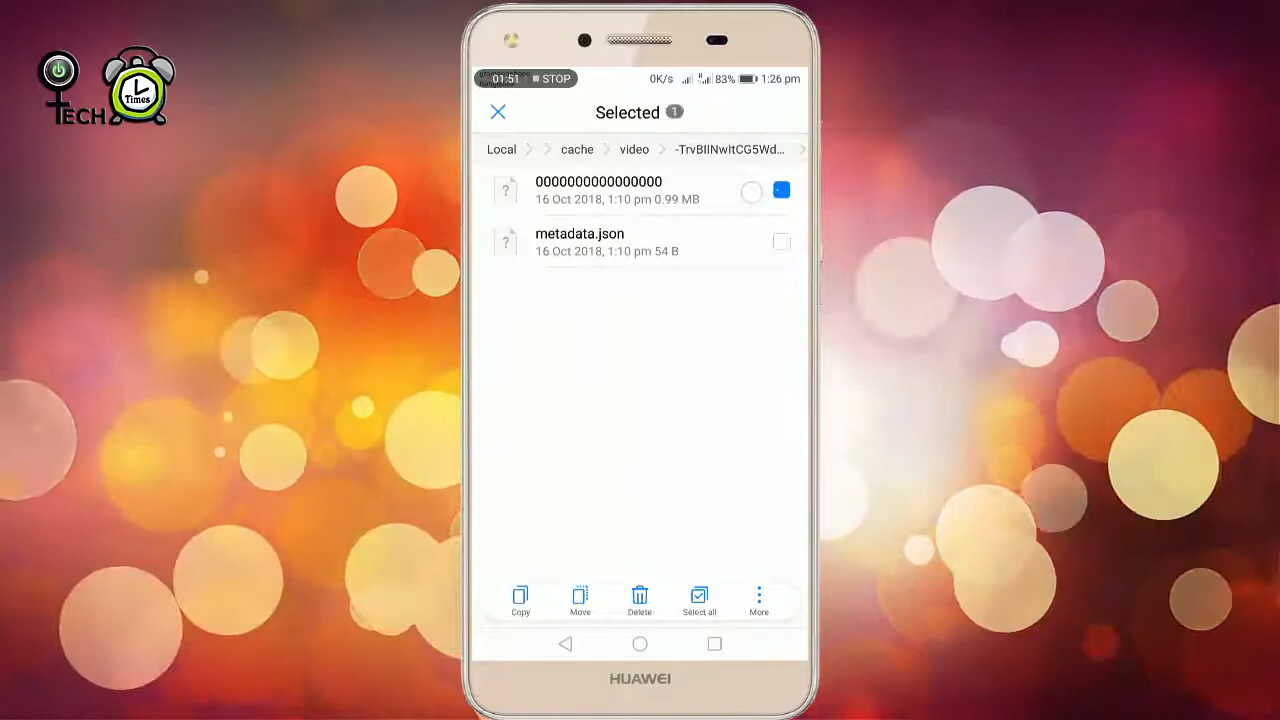 TECH
Times
01:51 STOP
0K/s 83% 1:26 pm
Selected 1
Local cache video -TrvBIINwItCG5Wd...
0000000000000000
16 Oct 2018, 1:10 pm 0.99 MB
metadata.json
16 Oct 2018, 1:10 pm 54 B
Copy Move Delete Select all More
HUAWEI